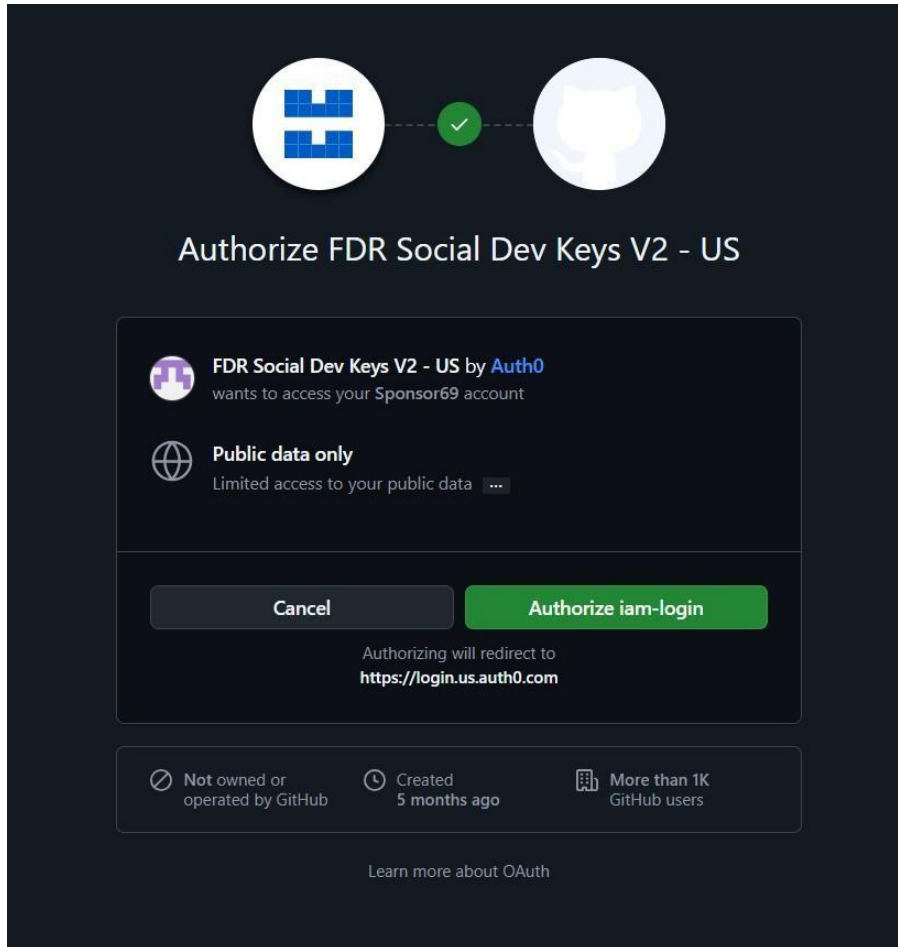 Authorize FDR Social Dev Keys V2 - US
FDR Social Dev Keys V2 - US by Auth0
wants to access your Sponsor69 account
Public data only
Limited access to your public data ...
Cancel
Authorize iam-login
Authorizing will redirect to
https://login.us.auth0.com
Not owned or
operated by GitHub
Created
5 months ago
More than 1K
GitHub users
Learn more about OAuth